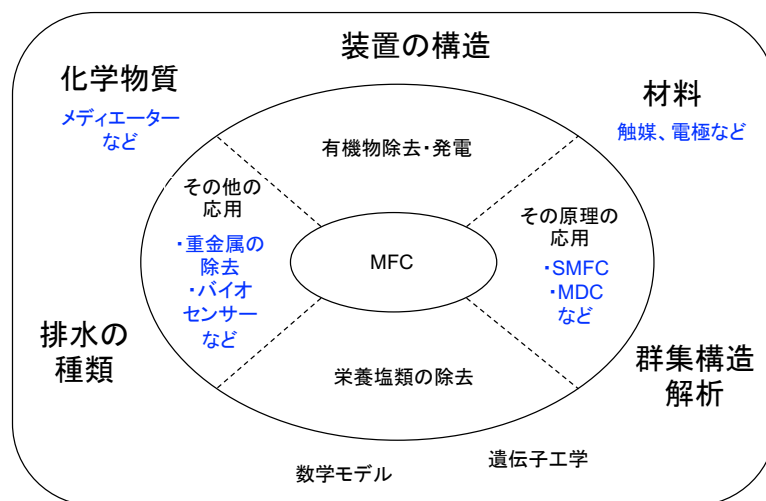 装置の構造
化学物質
メディエーター
など
材料
触媒、電極など
有機物除去・発電
その他の
応用
・重金属の
除去
・バイオ
センサー
など
MFC
その原理の
応用
・SMFC
・MDC
など
排水の
種類
栄養塩類の除去
群集構造
解析
数学モデル
遺伝子工学